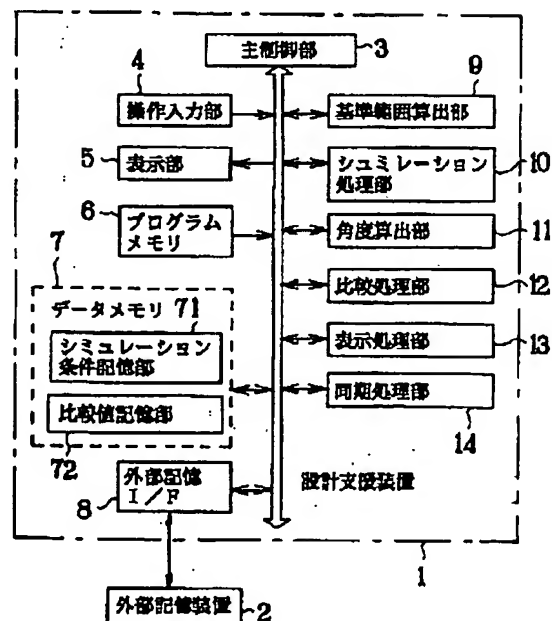 主制御部
3
4
操作入力部
9
基準範囲算出部
5
表示部
シュミレーション
処理部
10
6
プログラム
メモリ
角度算出部
11
7
データメモリ
71
シミュレーション
条件記憶部
比較値記憶部
72
比較処理部
12
表示処理部
13
同期処理部
14
外部記憶
I/F
8
設計支援装置
1
外部記憶装置
2